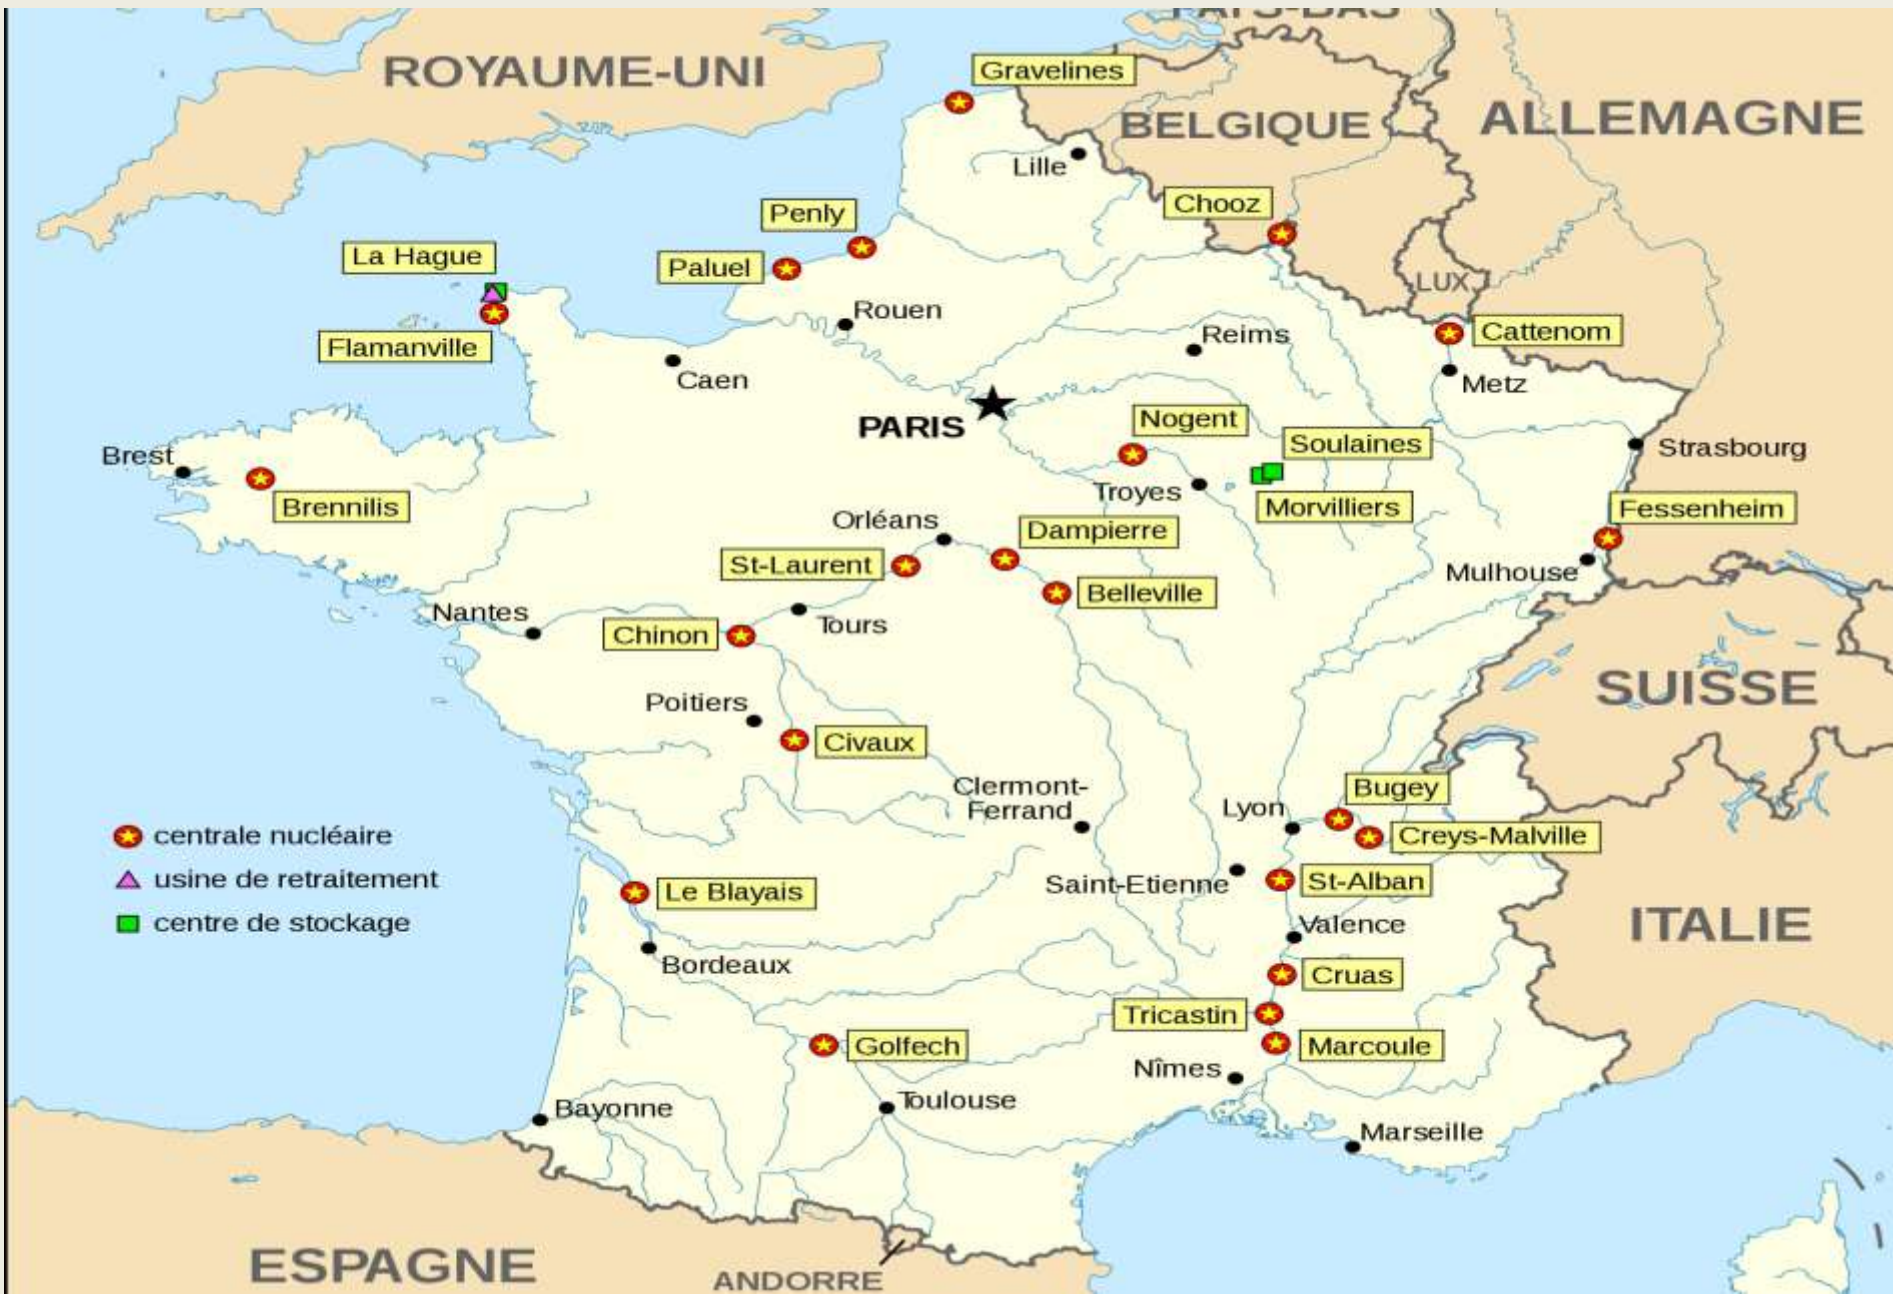 PAYS-BAS
ROYAUME-UNI
Gravelines
BELGIQUE
ALLEMAGNE
Lille
Chooz
Penly
La Hague
Paluel
LUX.
Rouen
Flamanville
Reims
Cattenom
Caen
Metz
PARIS
Nogent
Soulaines
Strasbourg
Brest
Troyes
Brennilis
Morvilliers
Fessenheim
Orléans
Dampierre
St-Laurent
Mulhouse
Belleville
Nantes
Tours
Chinon
SUISSE
Poitiers
Civaux
Clermont-
Ferrand
Bugey
Lyon
centrale nucléaire
Creys-Malville
usine de retraitement
Saint-Etienne
St-Alban
Le Blayais
centre de stockage
Valence
ITALIE
Bordeaux
Cruas
Tricastin
Golfech
Marcoule
Nîmes
Bayonne
Toulouse
Marseille
ESPAGNE
ANDORRE